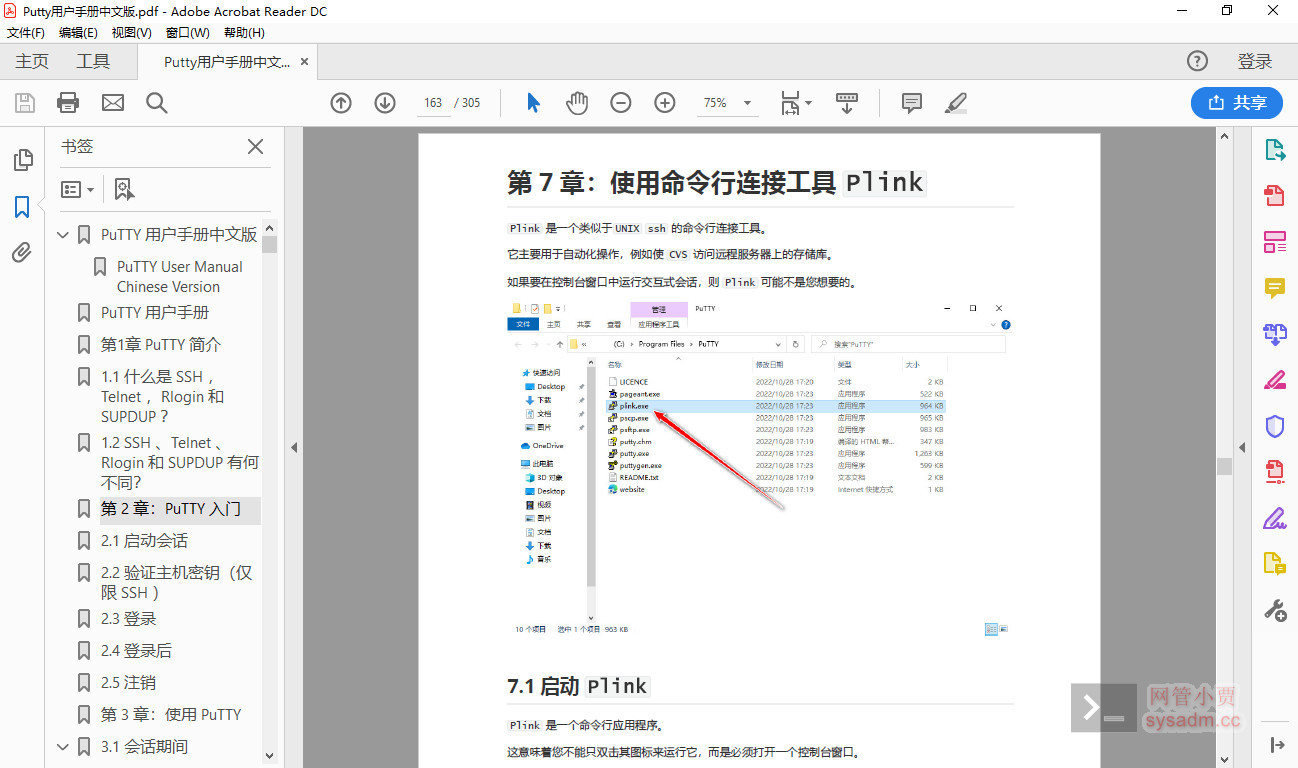 Putty用户手册中文版.pdf - Adobe Acrobat Reader DC
文件(F) 编辑(E) 视图(V) 窗口(W) 帮助(H)
主页 工具 Putty用户手册中文... × 登录
163 / 305 75% 共享
书签
PuTTY 用户手册中文版
PuTTY User Manual
Chinese Version
PuTTY 用户手册
第1章 PuTTY 简介
1.1 什么是 SSH，
Telnet ，Rlogin 和
SUPDUP ？
1.2 SSH 、Telnet 、
Rlogin 和 SUPDUP 有何
不同?
第 2 章：PuTTY 入门
2.1 启动会话
2.2 验证主机密钥（仅
限 SSH ）
2.3 登录
2.4 登录后
2.5 注销
第 3 章：使用 PuTTY
3.1 会话期间
第 7 章：使用命令行连接工具 Plink
Plink 是一个类似于 UNIX ssh 的命令行连接工具。
它主要用于自动化操作，例如使 CVS 访问远程服务器上的存储库。
如果要在控制台窗口中运行交互式会话，则 Plink 可能不是您想要的。
管理 PuTTY
文件 主页 共享 查看 应用程序工具
« (C:) › Program Files › PuTTY 搜索"PuTTY"
名称 修改日期 类型 大小
快速访问
Desktop
下载
文档
图片
OneDrive
此电脑
3D 对象
Desktop
视频
图片
文档
下载
音乐
LICENCE 2022/10/28 17:20 文件 2 KB
pageant.exe 2022/10/28 17:23 应用程序 522 KB
plink.exe 2022/10/28 17:23 应用程序 964 KB
pscp.exe 2022/10/28 17:23 应用程序 965 KB
psftp.exe 2022/10/28 17:23 应用程序 983 KB
putty.chm 2022/10/28 17:19 编译的 HTML 帮... 347 KB
putty.exe 2022/10/28 17:23 应用程序 1,263 KB
puttygen.exe 2022/10/28 17:23 应用程序 599 KB
README.txt 2022/10/28 17:19 文本文档 2 KB
website 2022/10/28 17:19 Internet 快捷方式 1 KB
10 个项目 选中 1 个项目 963 KB
7.1 启动 Plink
Plink 是一个命令行应用程序。
这意味着您不能只双击其图标来运行它，而是必须打开一个控制台窗口。
网管小贾
sysadm.cc